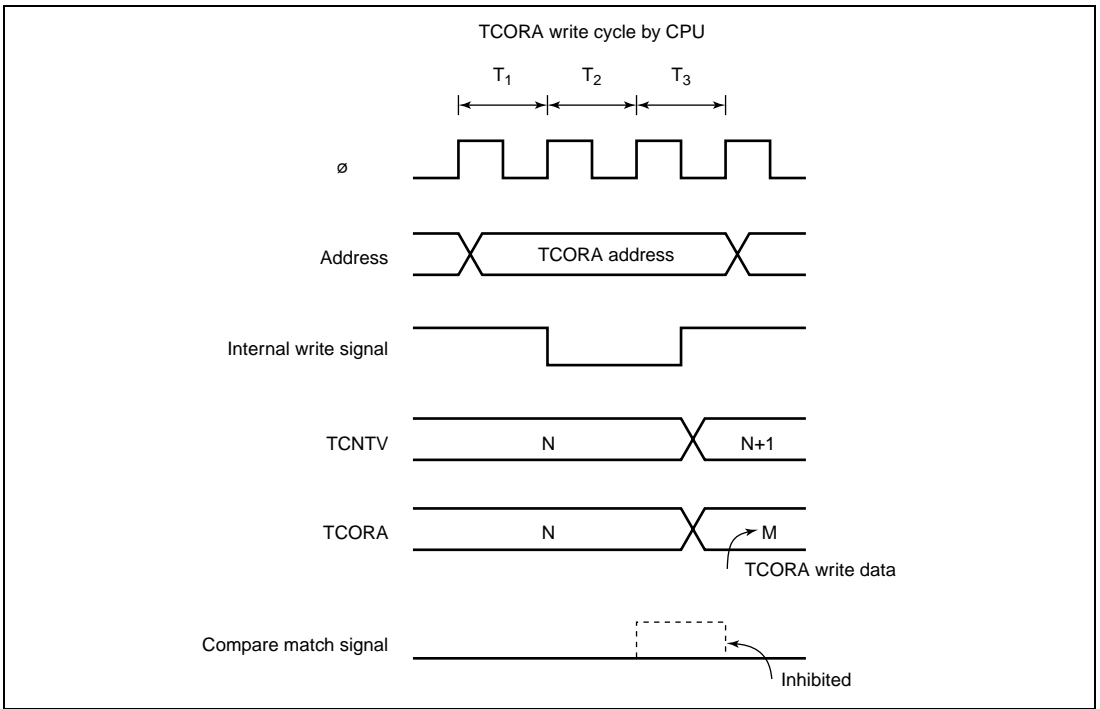 TCORA write cycle by CPU
T₁ T₂ T₃
ø
Address TCORA address
Internal write signal
TCNTV N N+1
TCORA N M
TCORA write data
Compare match signal
Inhibited